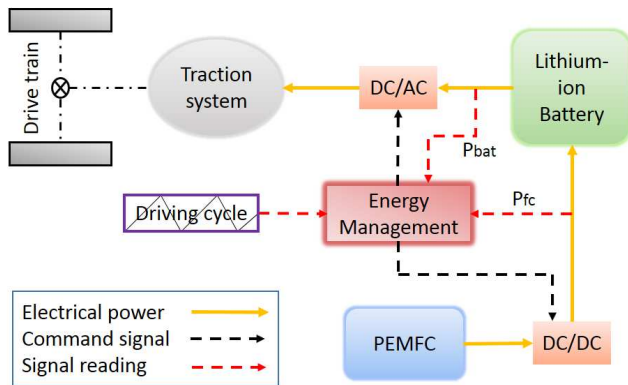 Drive train
Traction
system
DC/AC
Lithium-
ion
Battery
Pbat
Driving cycle
Energy
Management
Pfc
Electrical power
Command signal
Signal reading
PEMFC
DC/DC